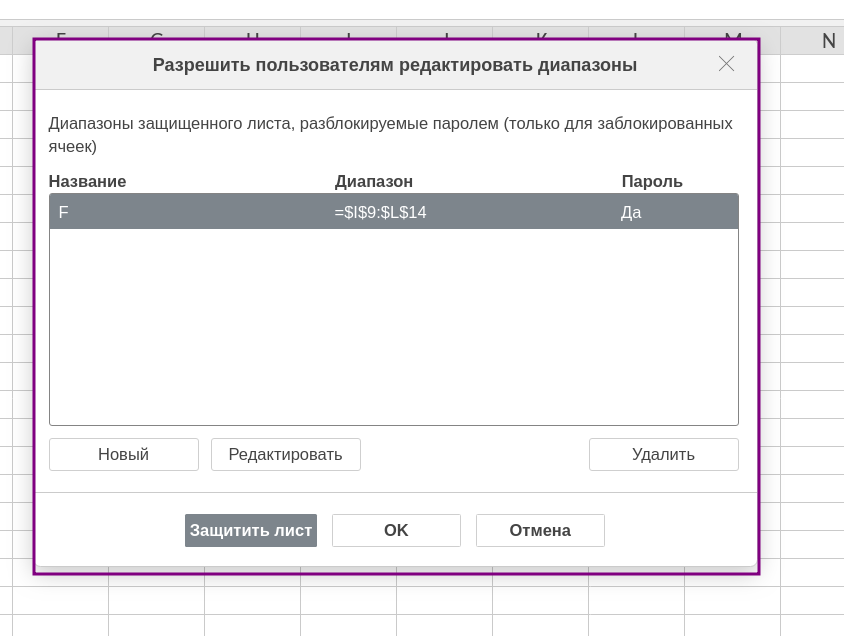 N
Разрешить пользователям редактировать диапазоны
Диапазоны защищенного листа, разблокируемые паролем (только для заблокированных
ячеек)
Название Диапазон Пароль
F =$I$9:$L$14 Да
Новый Редактировать Удалить
Защитить лист OK Отмена